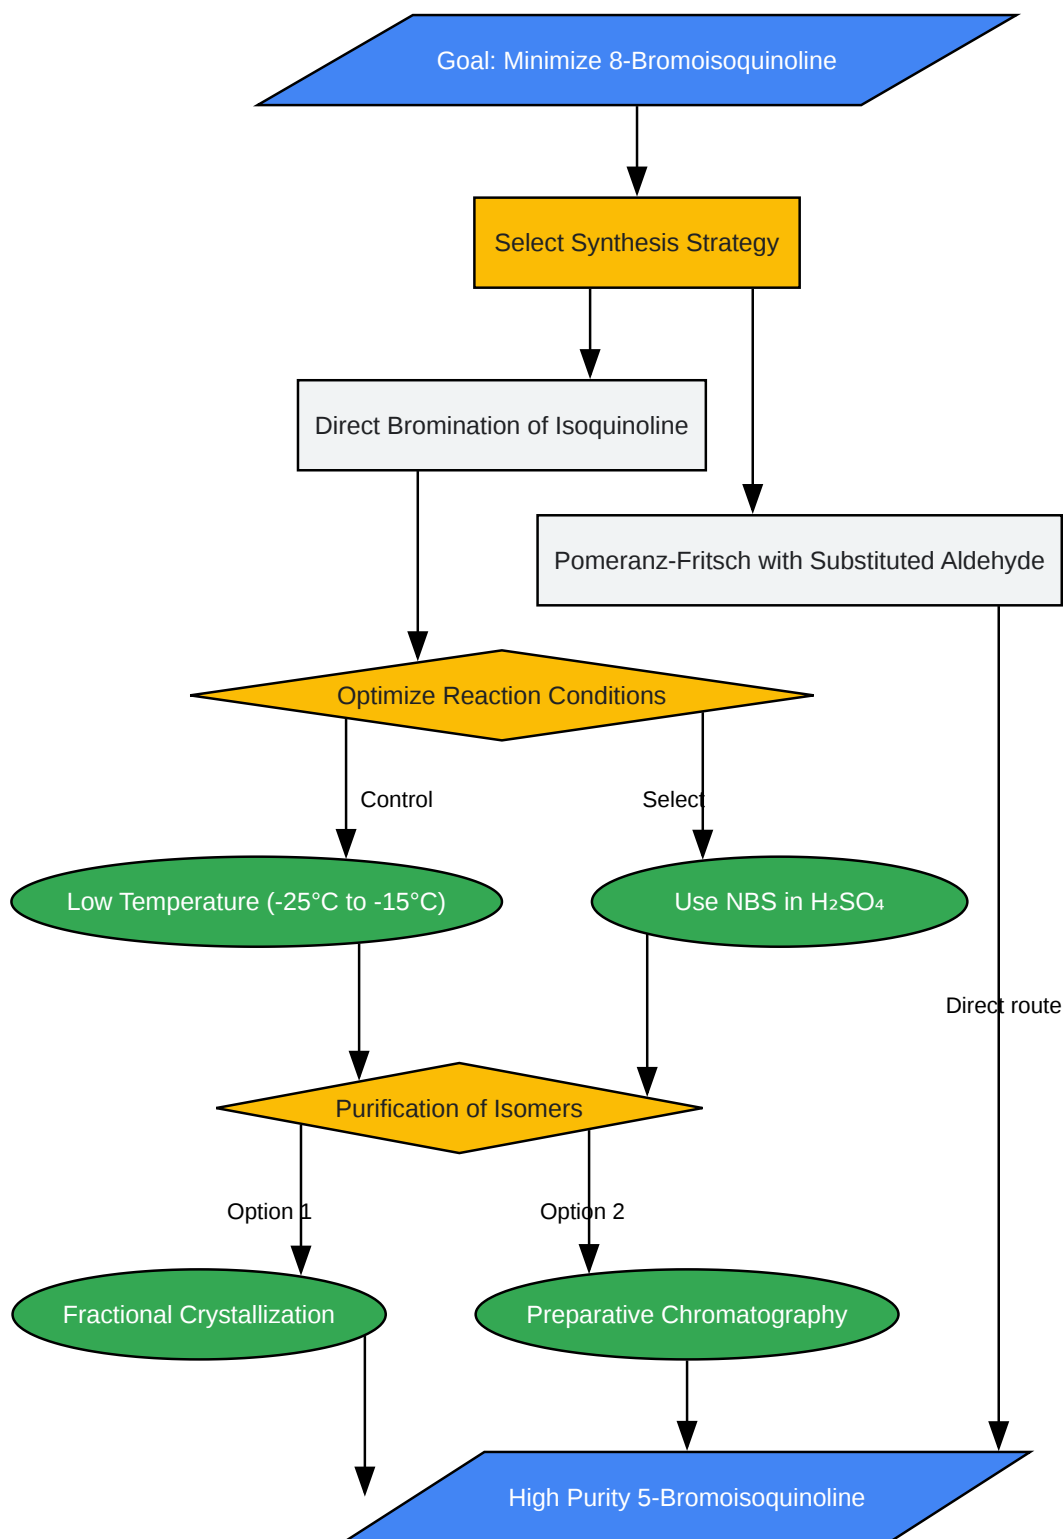 Goal: Minimize 8-Bromoisoquinoline
Select Synthesis Strategy
Direct Bromination of Isoquinoline
Pomeranz-Fritsch with Substituted Aldehyde
Optimize Reaction Conditions
Control
Select
Low Temperature (-25°C to -15°C)
Use NBS in H₂SO₄
Direct route
Purification of Isomers
Option 1
Option 2
Fractional Crystallization
Preparative Chromatography
High Purity 5-Bromoisoquinoline